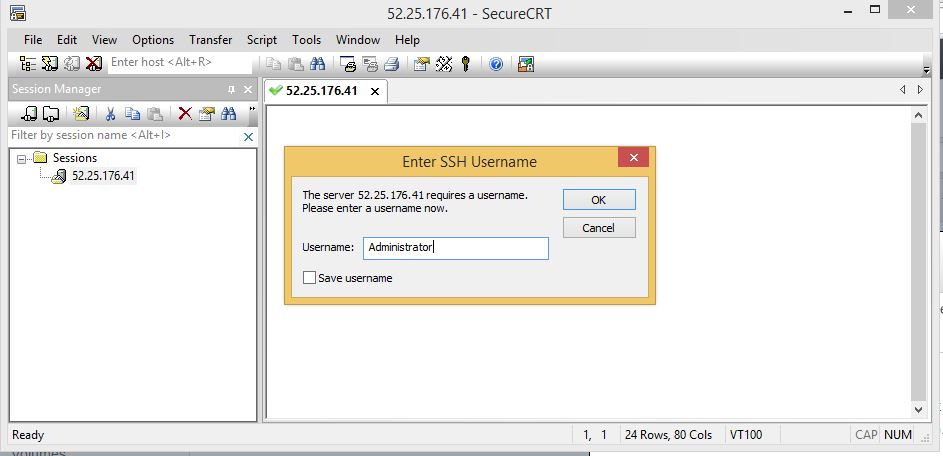 52.25.176.41 - SecureCRT
File Edit View Options Transfer Script Tools Window Help
Enter host <Alt+R>
Session Manager
52.25.176.41
Filter by session name <Alt+I>
Sessions
52.25.176.41
Enter SSH Username
The server 52.25.176.41 requires a username.
Please enter a username now.
OK
Cancel
Username: Administrator
Save username
Ready
1, 1 24 Rows, 80 Cols VT100 CAP NUM
Volumes